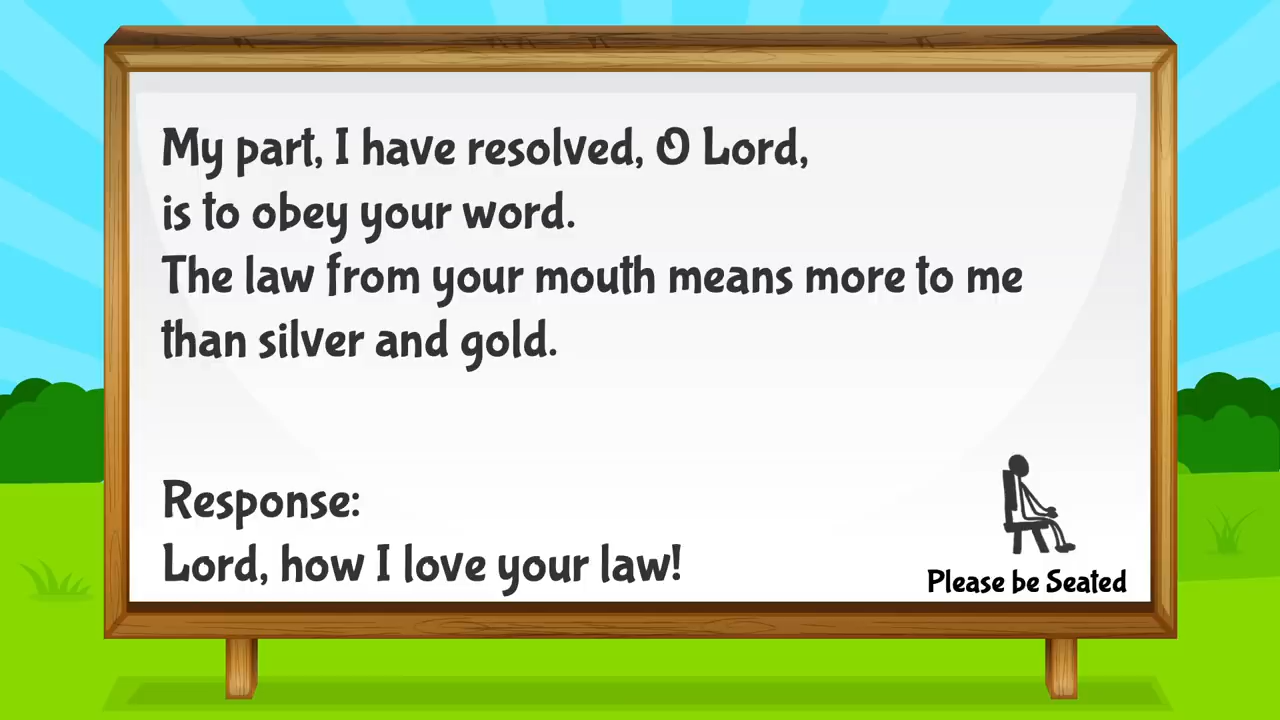 My part, I have resolved, O Lord,
is to obey your word.
The law from your mouth means more to me
than silver and gold.
Response:
Lord, how I love your law!
Please be Seated